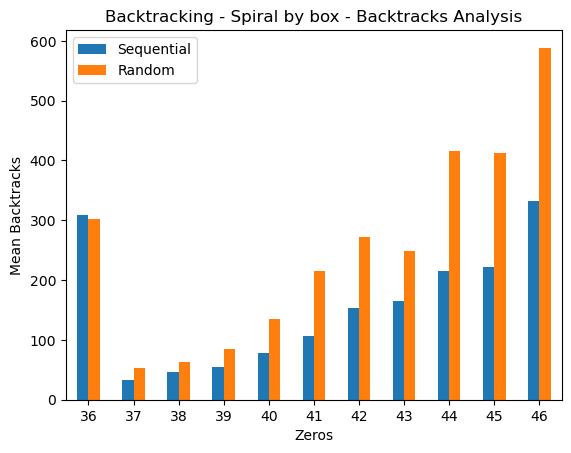 Backtracking - Spiral by box - Backtracks Analysis
Sequential
Random
Mean Backtracks
600
500
400
300
200
100
0
36 37 38 39 40 41 42 43 44 45 46
Zeros